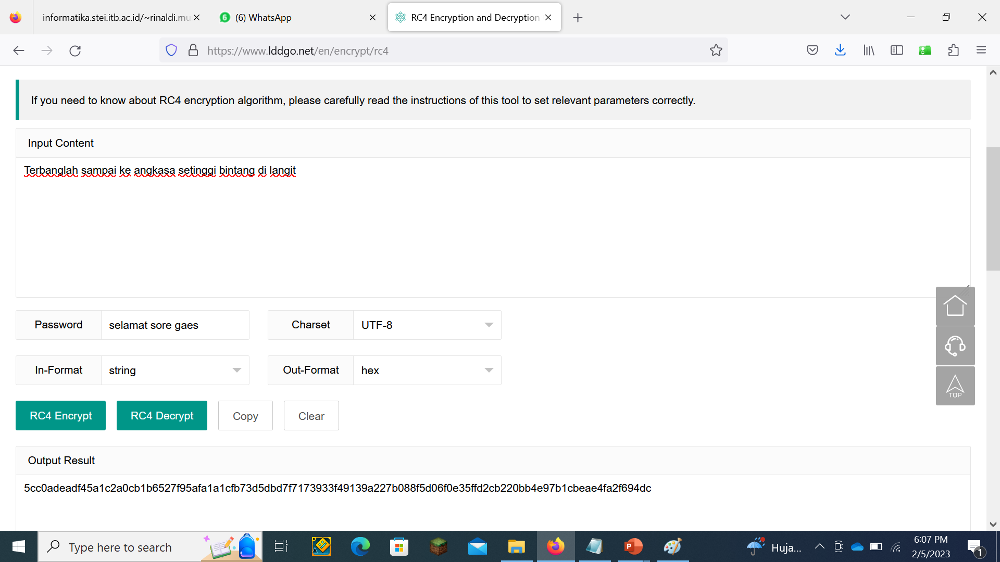 informatika.stei.itb.ac.id/~rinaldi.mu
(6) WhatsApp
RC4 Encryption and Decryption
https://www.lddgo.net/en/encrypt/rc4
If you need to know about RC4 encryption algorithm, please carefully read the instructions of this tool to set relevant parameters correctly.
Input Content
Terbanglah sampai ke angkasa setinggi bintang di langit
Password selamat sore gaes Charset UTF-8
In-Format string Out-Format hex
TOP
RC4 Encrypt RC4 Decrypt Copy Clear
Output Result
5cc0adeadf45a1c2a0cb1b6527f95afa1a1cfb73d5dbd7f7173933f49139a227b088f5d06f0e35ffd2cb220bb4e97b1cbeae4fa2f694dc
Type here to search
Huja...
6:07 PM
2/5/2023
1